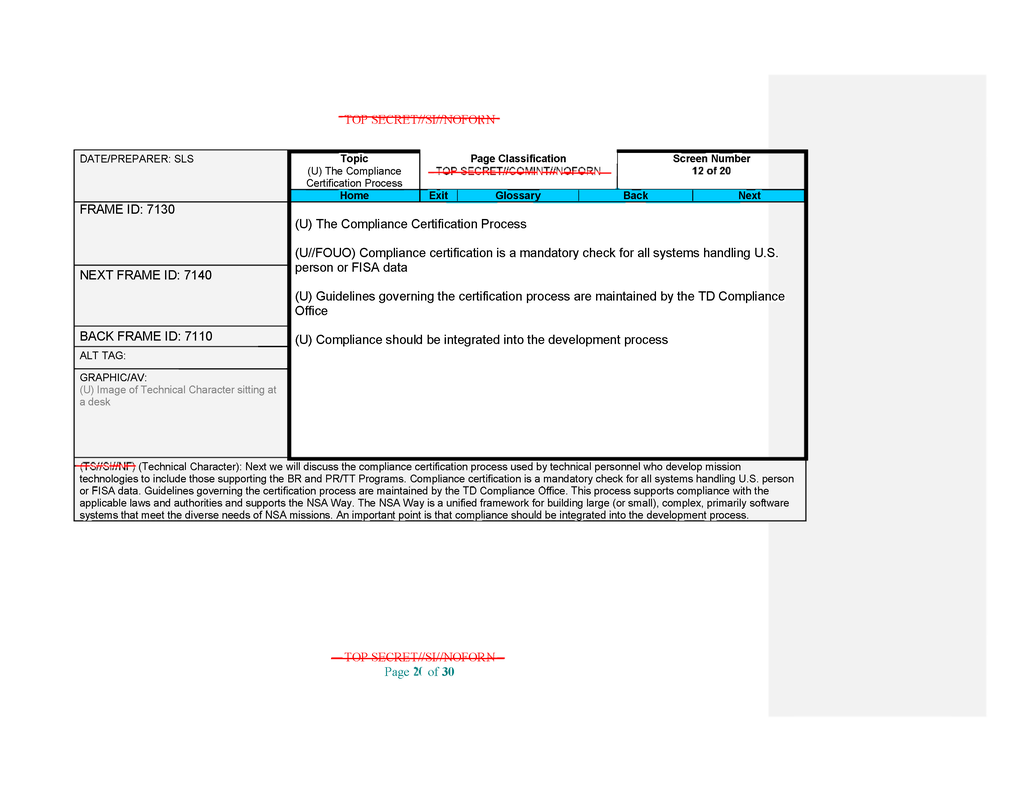 TOP SECRET//SI//NOFORN
DATE/PREPARER: SLS
Topic
(U) The Compliance
Certification Process
Page Classification
TOP SECRET//COMINT//NOFORN
Screen Number
12 of 20
Home Exit Glossary Back Next
FRAME ID: 7130
NEXT FRAME ID: 7140
BACK FRAME ID: 7110
ALT TAG:
GRAPHIC/AV:
(U) Image of Technical Character sitting at
a desk
(U) The Compliance Certification Process
(U//FOUO) Compliance certification is a mandatory check for all systems handling U.S.
person or FISA data
(U) Guidelines governing the certification process are maintained by the TD Compliance
Office
(U) Compliance should be integrated into the development process
(TS//SI//NF) (Technical Character): Next we will discuss the compliance certification process used by technical personnel who develop mission
technologies to include those supporting the BR and PR/TT Programs. Compliance certification is a mandatory check for all systems handling U.S. person
or FISA data. Guidelines governing the certification process are maintained by the TD Compliance Office. This process supports compliance with the
applicable laws and authorities and supports the NSA Way. The NSA Way is a unified framework for building large (or small), complex, primarily software
systems that meet the diverse needs of NSA missions. An important point is that compliance should be integrated into the development process.
TOP SECRET//SI//NOFORN
Page 20 of 30